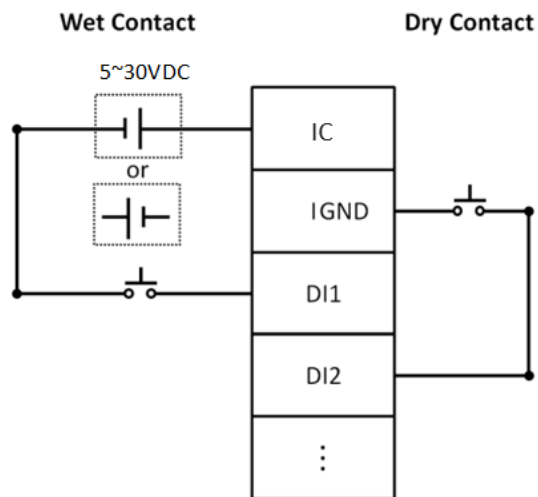 Wet Contact
Dry Contact
5~30VDC
IC
or
IGND
DI1
DI2
⋮